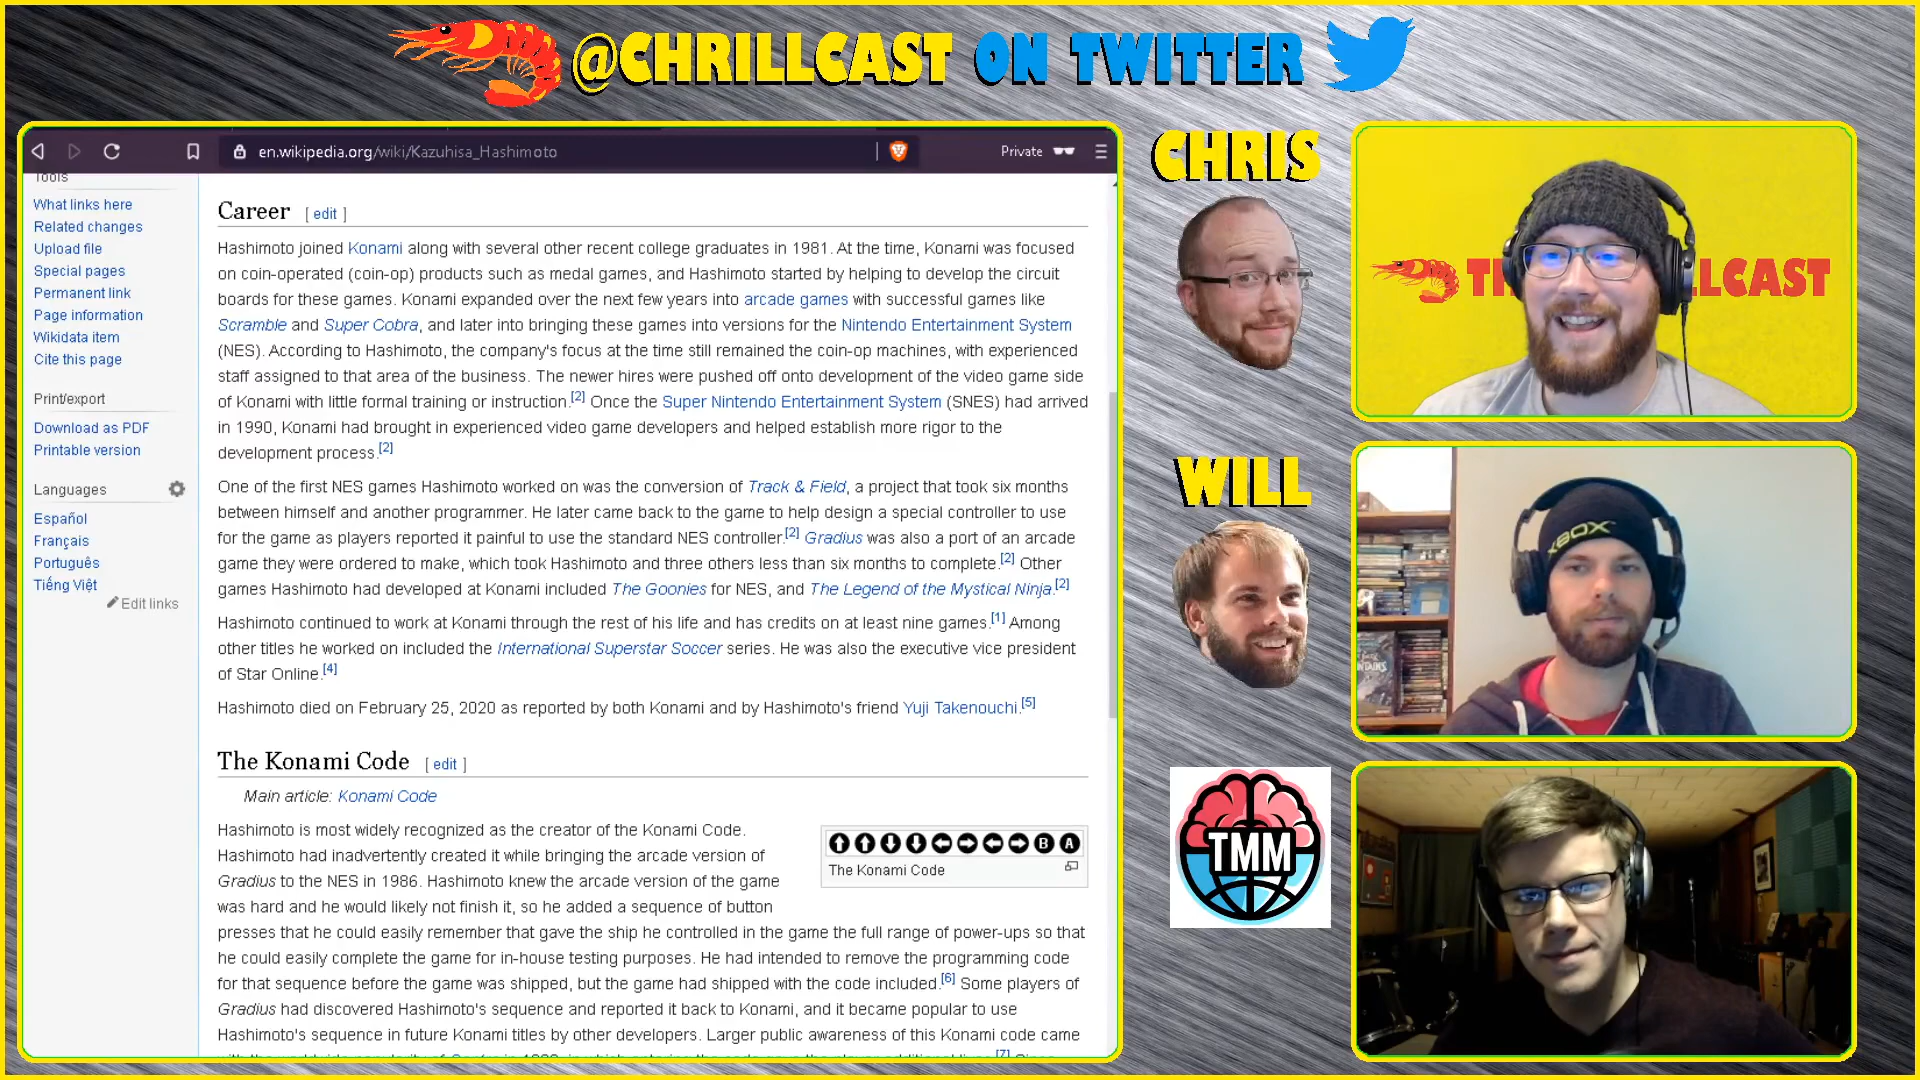 @CHRILLCAST ON TWITTER
en.wikipedia.org/wiki/Kazuhisa_Hashimoto
Private
Tools
What links here
Related changes
Upload file
Special pages
Permanent link
Page information
Wikidata item
Cite this page
Print/export
Download as PDF
Printable version
Languages
Español
Français
Português
Tiếng Việt
Edit links
Career [ edit ]
Hashimoto joined Konami along with several other recent college graduates in 1981. At the time, Konami was focused
on coin-operated (coin-op) products such as medal games, and Hashimoto started by helping to develop the circuit
boards for these games. Konami expanded over the next few years into arcade games with successful games like
Scramble and Super Cobra, and later into bringing these games into versions for the Nintendo Entertainment System
(NES). According to Hashimoto, the company's focus at the time still remained the coin-op machines, with experienced
staff assigned to that area of the business. The newer hires were pushed off onto development of the video game side
of Konami with little formal training or instruction.[2] Once the Super Nintendo Entertainment System (SNES) had arrived
in 1990, Konami had brought in experienced video game developers and helped establish more rigor to the
development process.[2]
One of the first NES games Hashimoto worked on was the conversion of Track & Field, a project that took six months
between himself and another programmer. He later came back to the game to help design a special controller to use
for the game as players reported it painful to use the standard NES controller.[2] Gradius was also a port of an arcade
game they were ordered to make, which took Hashimoto and three others less than six months to complete.[2] Other
games Hashimoto had developed at Konami included The Goonies for NES, and The Legend of the Mystical Ninja.[2]
Hashimoto continued to work at Konami through the rest of his life and has credits on at least nine games.[1] Among
other titles he worked on included the International Superstar Soccer series. He was also the executive vice president
of Star Online.[4]
Hashimoto died on February 25, 2020 as reported by both Konami and by Hashimoto's friend Yuji Takenouchi.[5]
The Konami Code [ edit ]
Main article: Konami Code
Hashimoto is most widely recognized as the creator of the Konami Code.
Hashimoto had inadvertently created it while bringing the arcade version of
Gradius to the NES in 1986. Hashimoto knew the arcade version of the game
was hard and he would likely not finish it, so he added a sequence of button
presses that he could easily remember that gave the ship he controlled in the game the full range of power-ups so that
he could easily complete the game for in-house testing purposes. He had intended to remove the programming code
for that sequence before the game was shipped, but the game had shipped with the code included.[6] Some players of
Gradius had discovered Hashimoto's sequence and reported it back to Konami, and it became popular to use
Hashimoto's sequence in future Konami titles by other developers. Larger public awareness of this Konami code came
B A
The Konami Code
CHRIS
WILL
TMM
LLCAST
XBOX